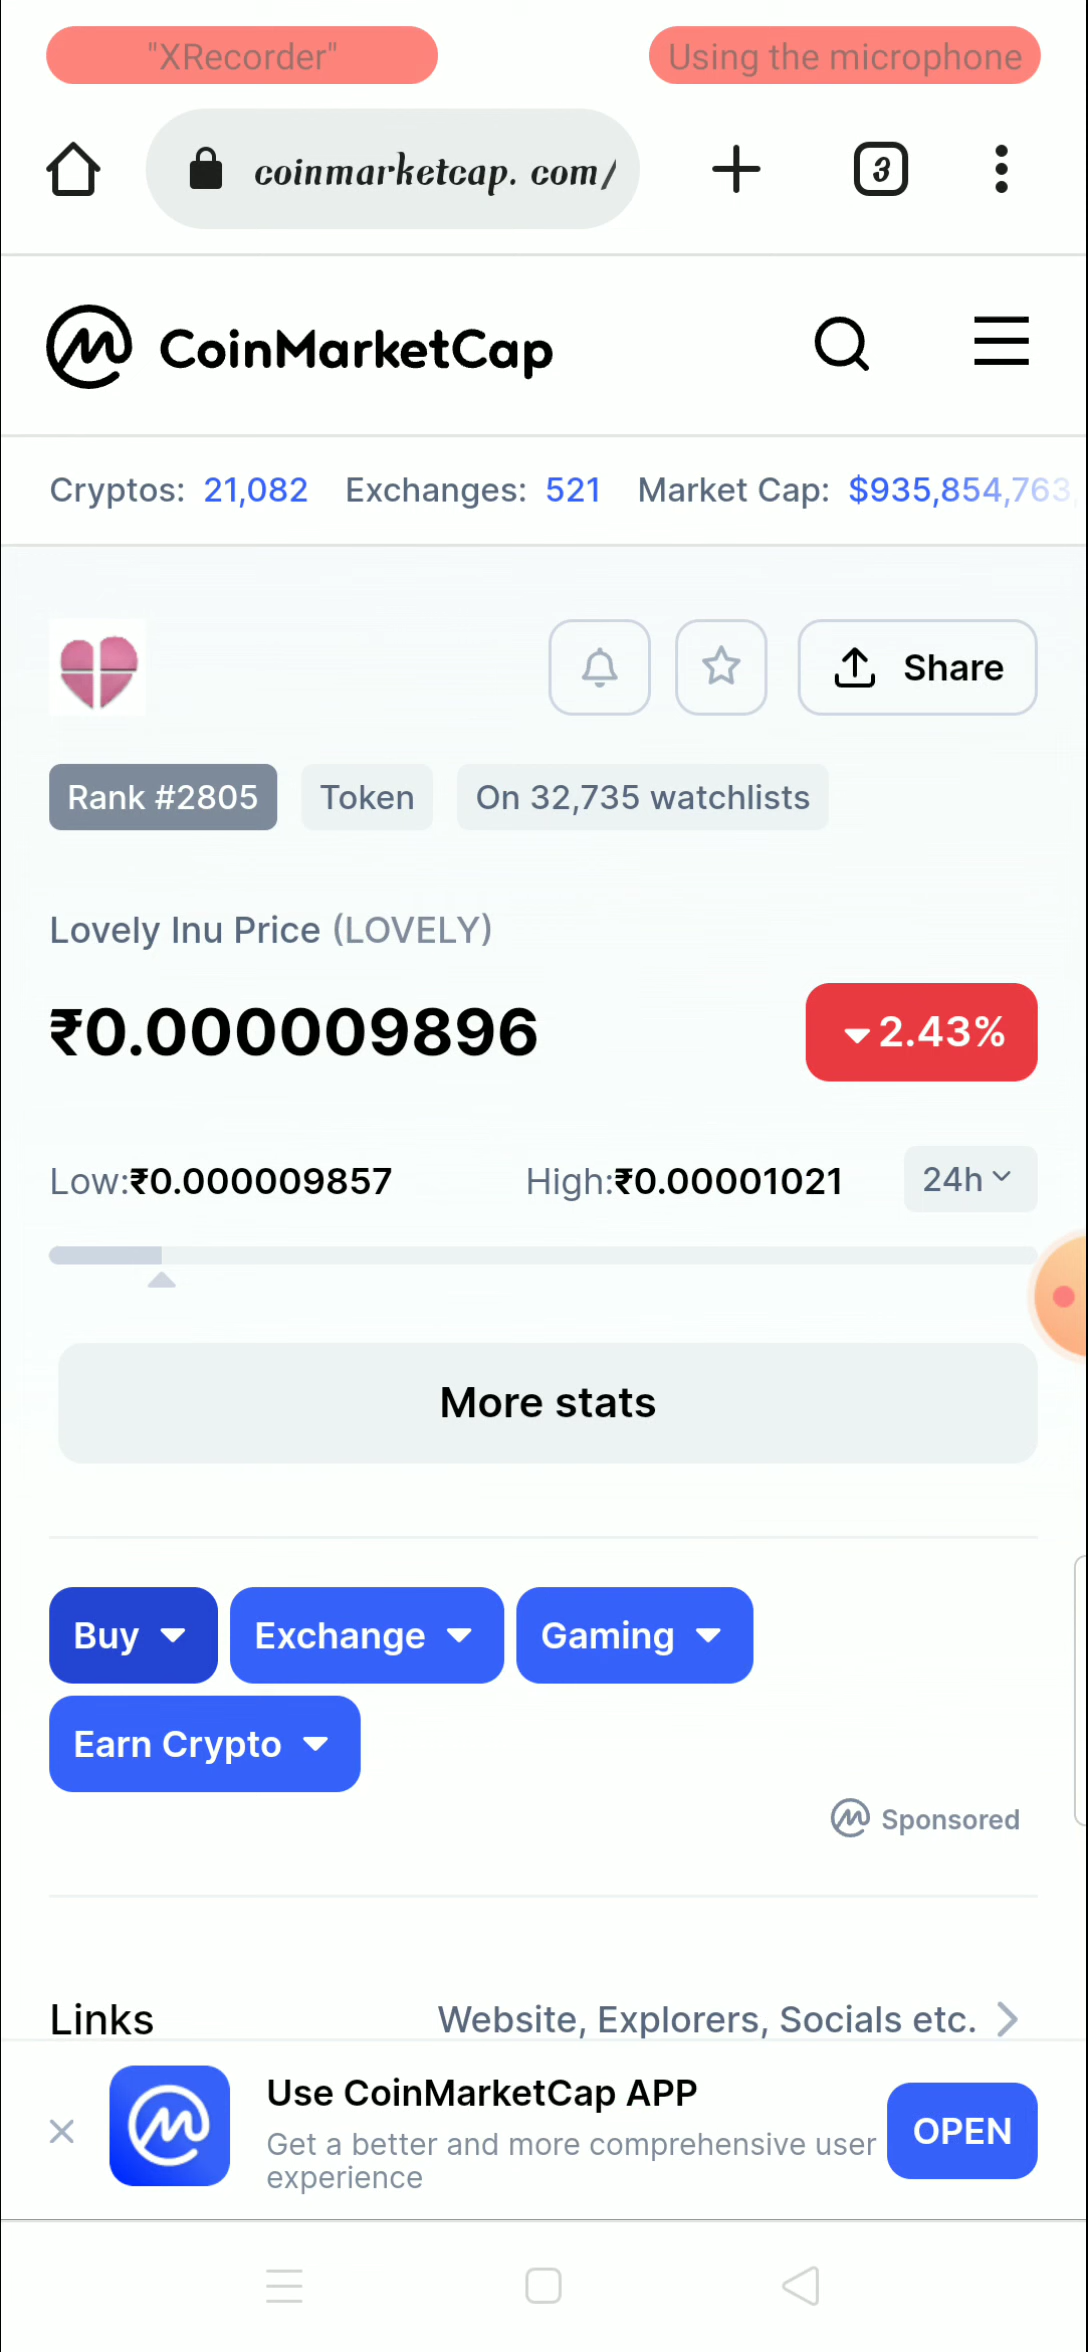 "XRecorder" Using the microphone
coinmarketcap. com/ 3
CoinMarketCap
Cryptos: 21,082 Exchanges: 521 Market Cap: $935,854,763,
Share
Rank #2805 Token On 32,735 watchlists
Lovely Inu Price (LOVELY)
₹0.000009896 2.43%
Low:₹0.000009857 High:₹0.00001021 24h
More stats
Buy Exchange Gaming
Earn Crypto
Sponsored
Links Website, Explorers, Socials etc.
Use CoinMarketCap APP
Get a better and more comprehensive user
experience
OPEN